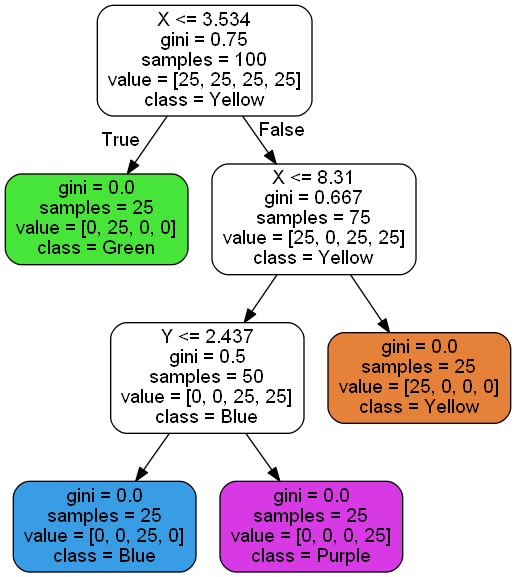 X <= 3.534
gini = 0.75
samples = 100
value = [25, 25, 25, 25]
class = Yellow
True
False
gini = 0.0
samples = 25
value = [0, 25, 0, 0]
class = Green
X <= 8.31
gini = 0.667
samples = 75
value = [25, 0, 25, 25]
class = Yellow
Y <= 2.437
gini = 0.5
samples = 50
value = [0, 0, 25, 25]
class = Blue
gini = 0.0
samples = 25
value = [25, 0, 0, 0]
class = Yellow
gini = 0.0
samples = 25
value = [0, 0, 25, 0]
class = Blue
gini = 0.0
samples = 25
value = [0, 0, 0, 25]
class = Purple